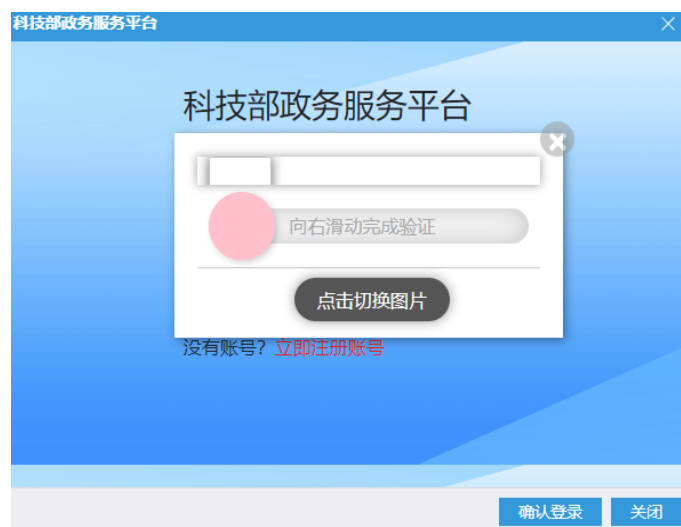 科技部政务服务平台
科技部政务服务平台
向右滑动完成验证
点击切换图片
没有账号？立即注册账号
确认登录 关闭